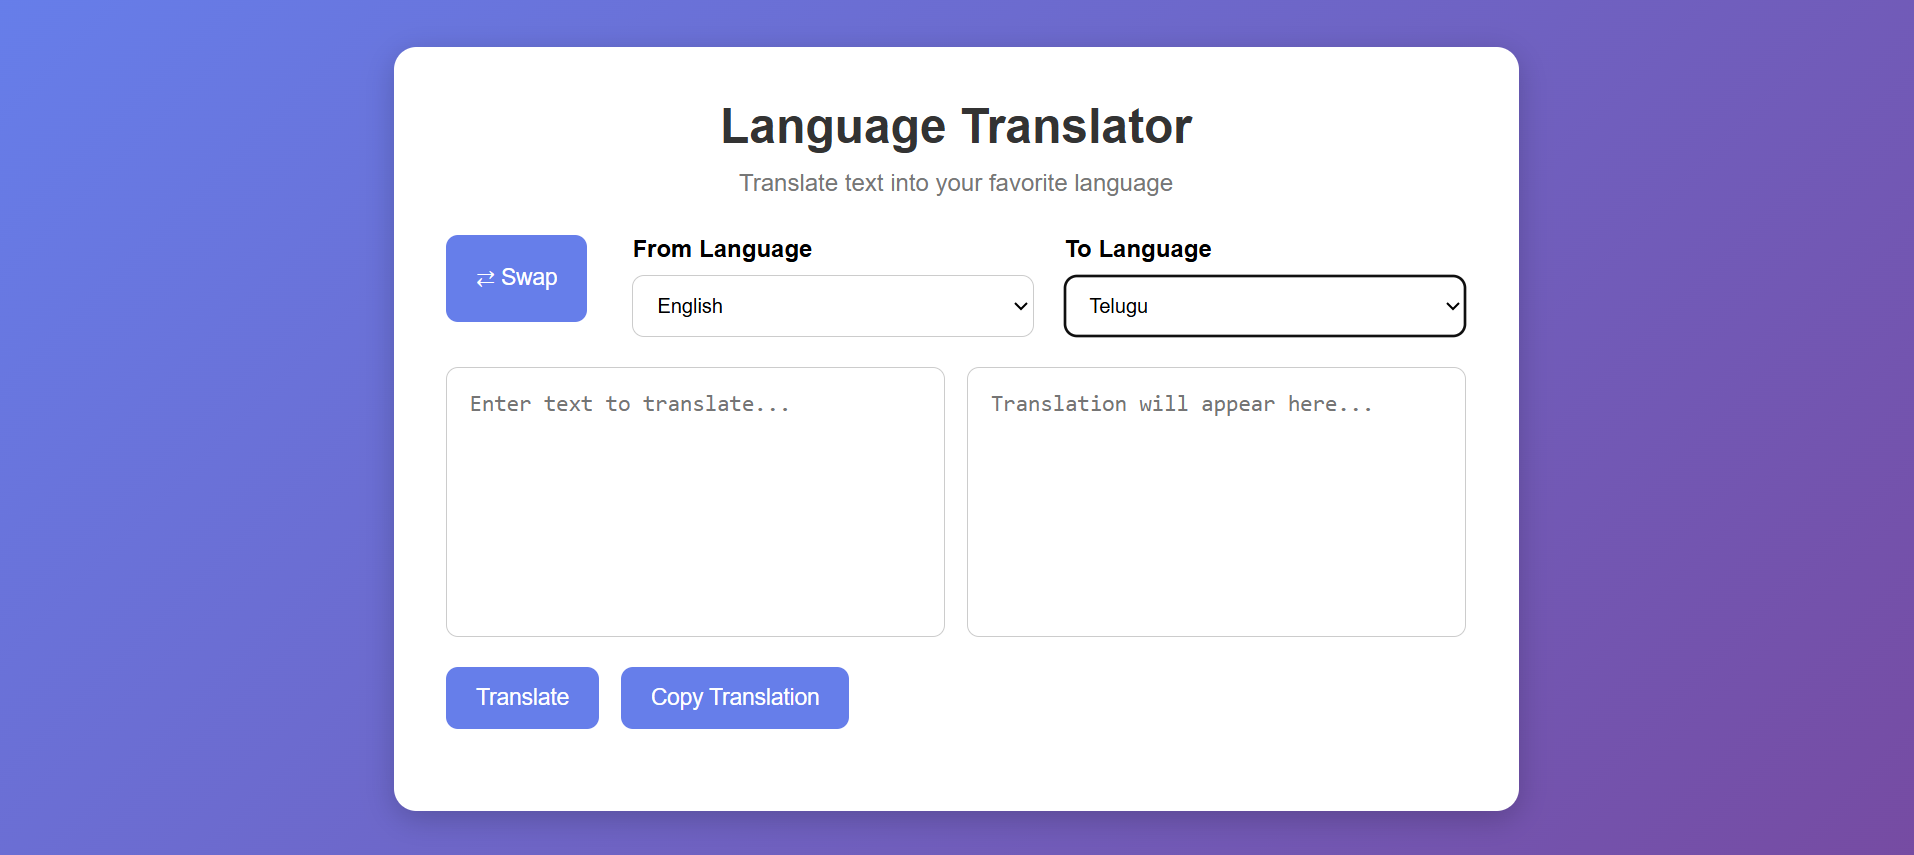 Language Translator
Translate text into your favorite language
⇄ Swap
From Language
English
To Language
Telugu
Enter text to translate...
Translation will appear here...
Translate
Copy Translation